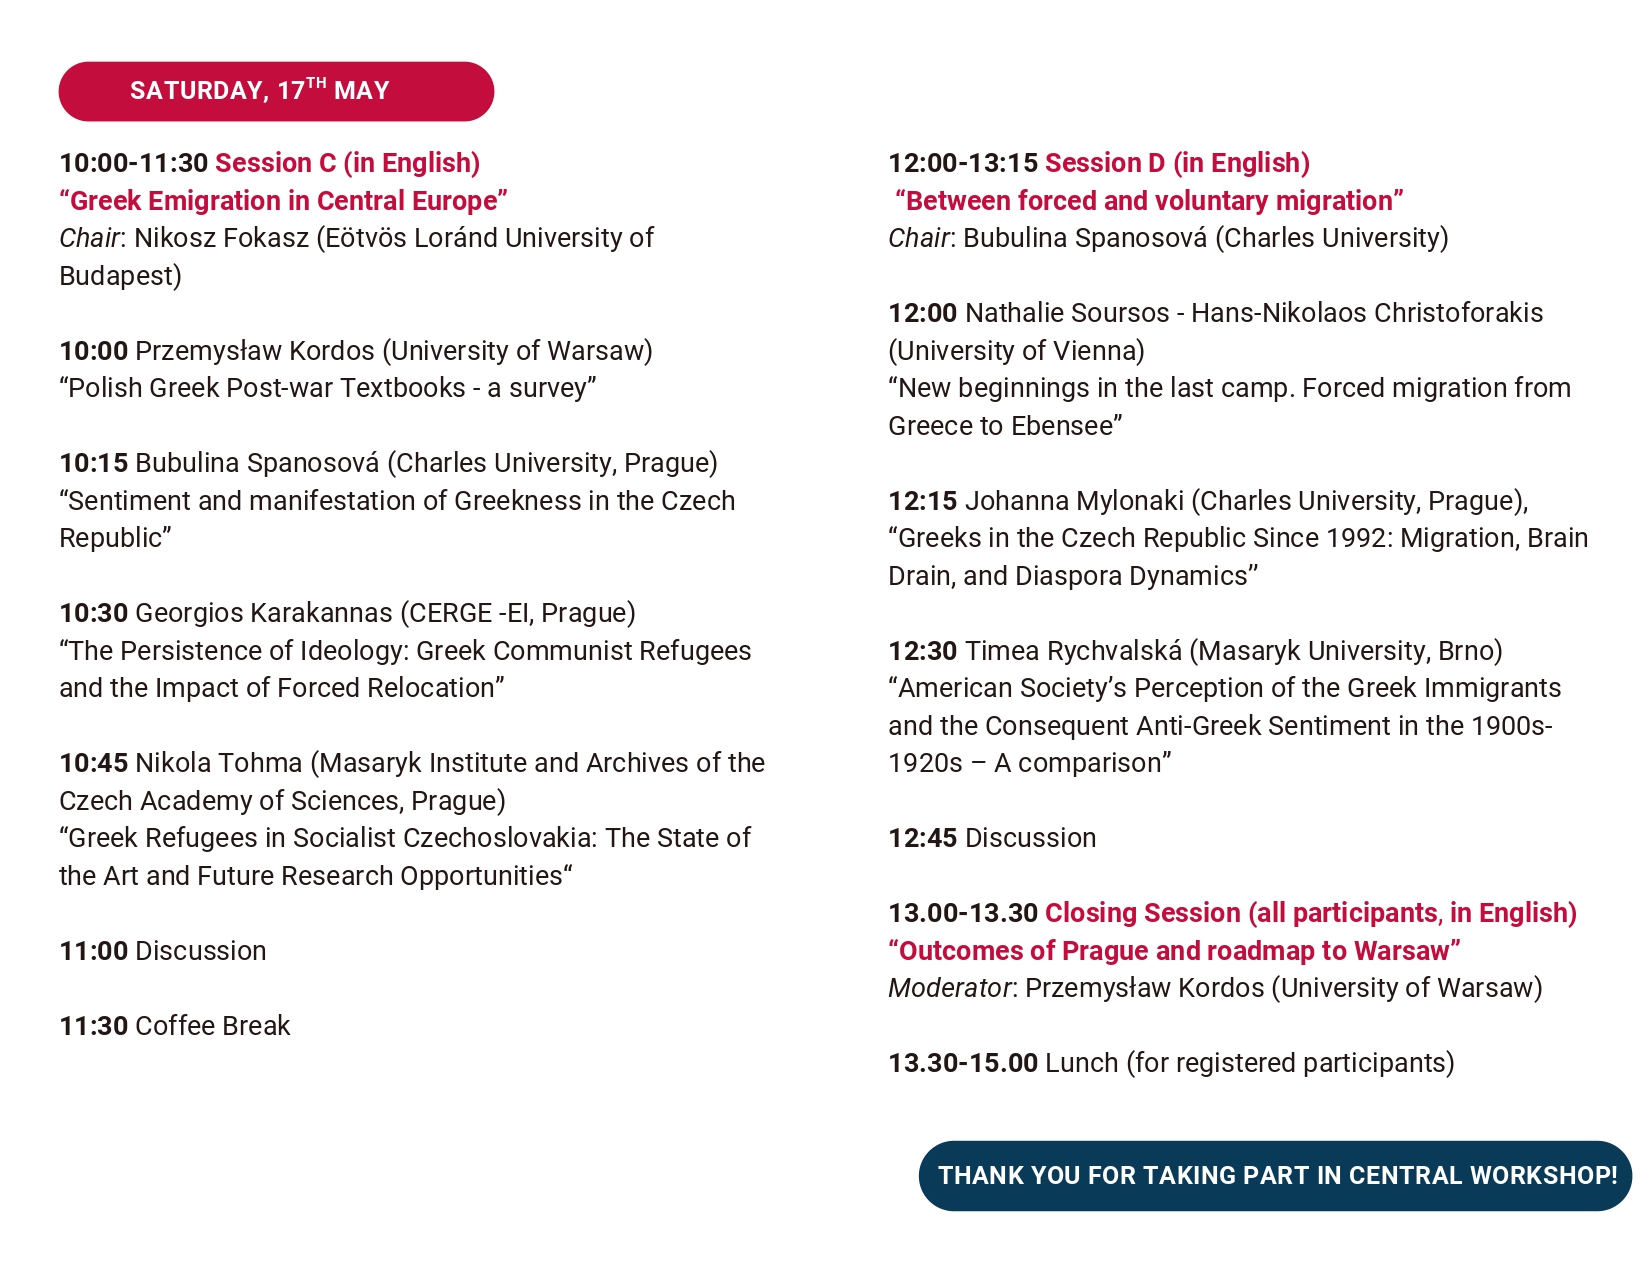 SATURDAY, 17TH MAY
10:00-11:30 Session C (in English)
“Greek Emigration in Central Europe”
Chair: Nikosz Fokasz (Eötvös Loránd University of
Budapest)
10:00 Przemysław Kordos (University of Warsaw)
“Polish Greek Post-war Textbooks - a survey”
10:15 Bubulina Spanosová (Charles University, Prague)
“Sentiment and manifestation of Greekness in the Czech
Republic”
10:30 Georgios Karakannas (CERGE -EI, Prague)
“The Persistence of Ideology: Greek Communist Refugees
and the Impact of Forced Relocation”
10:45 Nikola Tohma (Masaryk Institute and Archives of the
Czech Academy of Sciences, Prague)
“Greek Refugees in Socialist Czechoslovakia: The State of
the Art and Future Research Opportunities“
11:00 Discussion
11:30 Coffee Break
12:00-13:15 Session D (in English)
“Between forced and voluntary migration”
Chair: Bubulina Spanosová (Charles University)
12:00 Nathalie Soursos - Hans-Nikolaos Christoforakis
(University of Vienna)
“New beginnings in the last camp. Forced migration from
Greece to Ebensee”
12:15 Johanna Mylonaki (Charles University, Prague),
“Greeks in the Czech Republic Since 1992: Migration, Brain
Drain, and Diaspora Dynamics’’
12:30 Timea Rychvalská (Masaryk University, Brno)
“American Society’s Perception of the Greek Immigrants
and the Consequent Anti-Greek Sentiment in the 1900s-
1920s – A comparison”
12:45 Discussion
13.00-13.30 Closing Session (all participants, in English)
“Outcomes of Prague and roadmap to Warsaw”
Moderator: Przemysław Kordos (University of Warsaw)
13.30-15.00 Lunch (for registered participants)
THANK YOU FOR TAKING PART IN CENTRAL WORKSHOP!